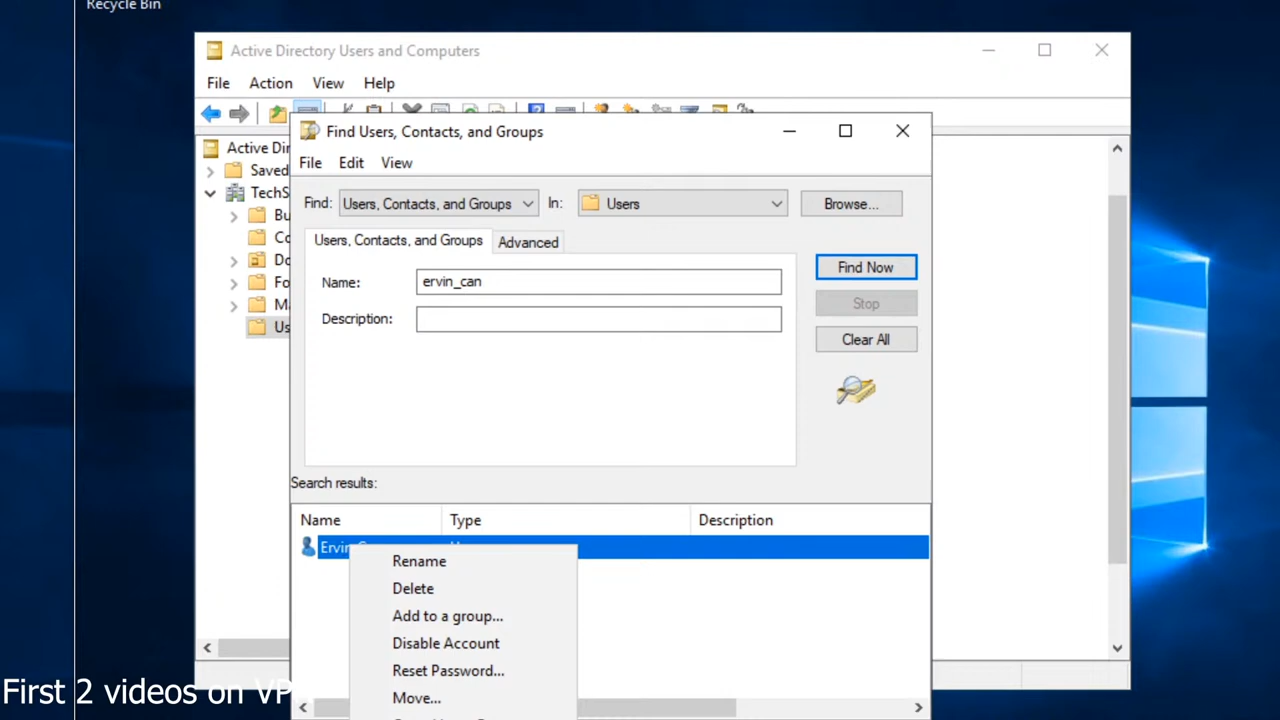 Recycle Bin
Active Directory Users and Computers
File Action View Help
Find Users, Contacts, and Groups
File Edit View
Active Dir
Saved
TechS
Bu
Co
Do
Fo
Ma
Us
Find: Users, Contacts, and Groups In: Users Browse...
Users, Contacts, and Groups Advanced
Name: ervin_can
Description:
Find Now
Stop
Clear All
Search results:
Name Type Description
Ervin
Rename
Delete
Add to a group...
Disable Account
Reset Password...
Move...
First 2 videos on VP